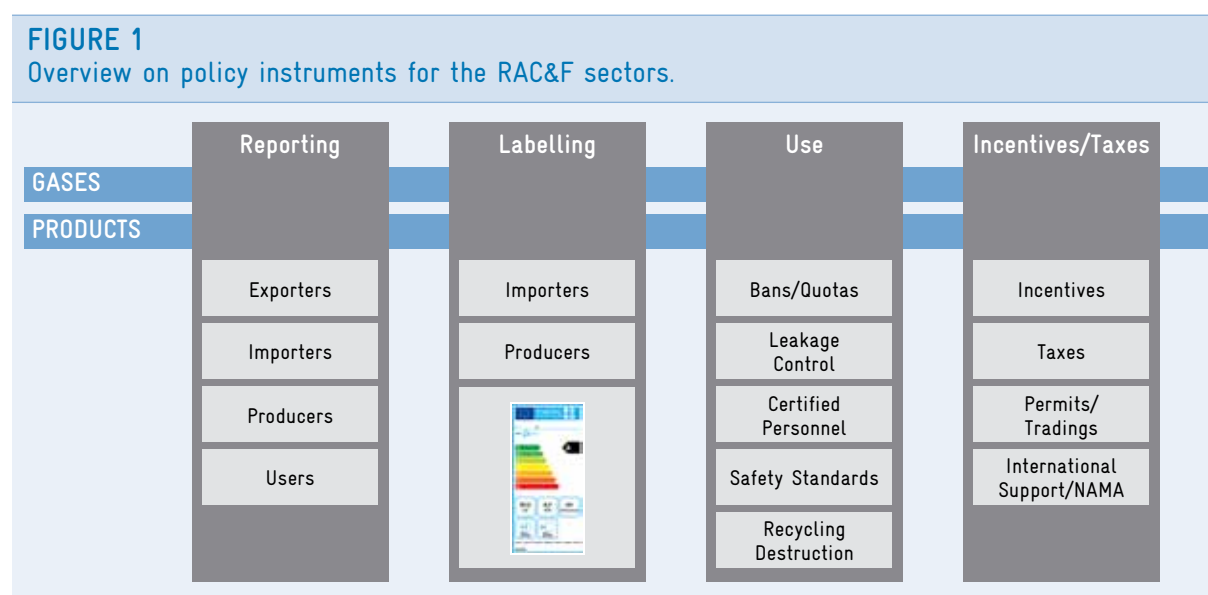 FIGURE 1
Overview on policy instruments for the RAC&F sectors.
Reporting
Labelling
Use
Incentives/Taxes
GASES
PRODUCTS
Exporters
Importers
Producers
Users
Importers
Producers
Bans/Quotas
Leakage
Control
Certified
Personnel
Safety Standards
Recycling
Destruction
Incentives
Taxes
Permits/
Tradings
International
Support/NAMA